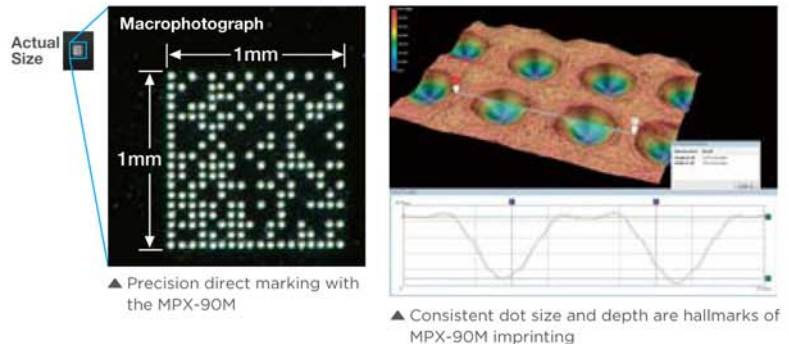 Actual
Size
Macrophotograph
1mm
1mm
▲ Precision direct marking with
the MPX-90M
▲ Consistent dot size and depth are hallmarks of
MPX-90M imprinting